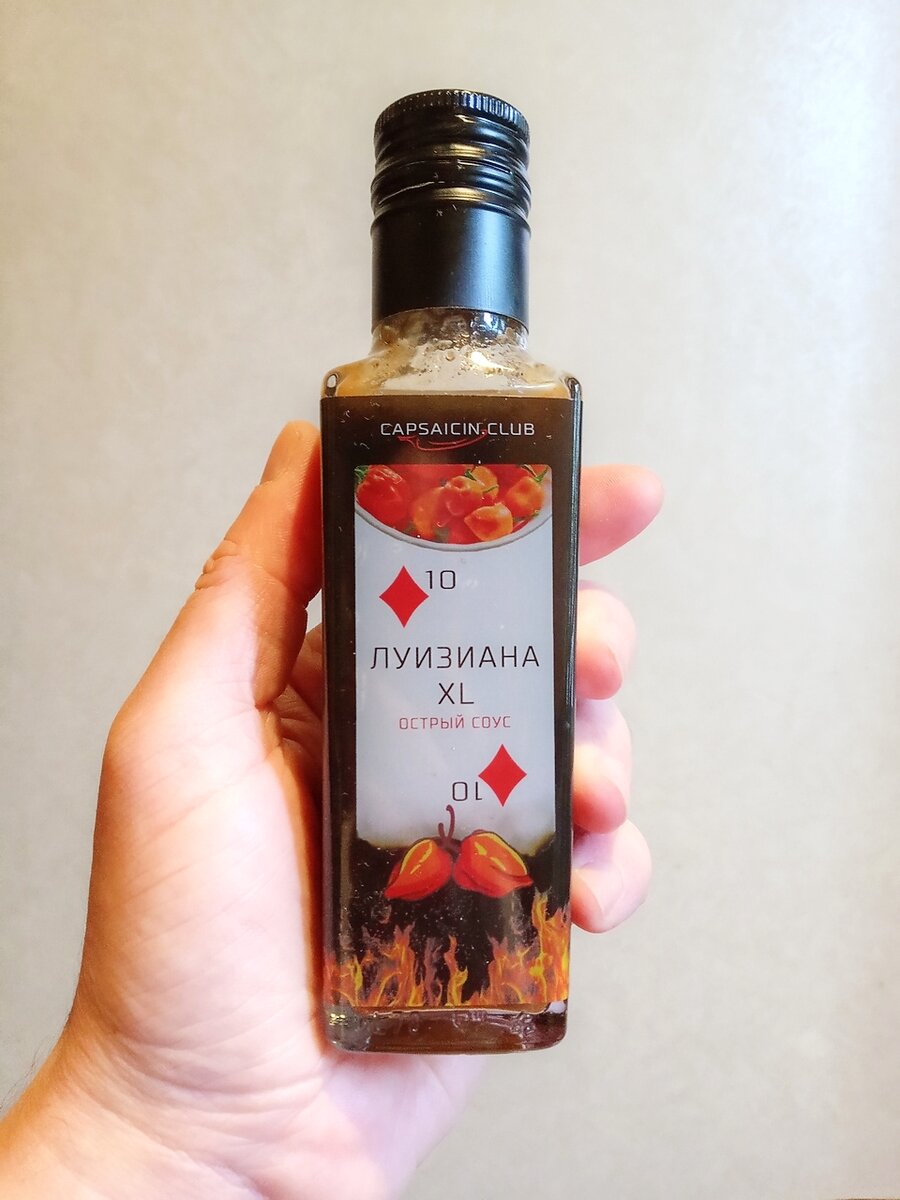 CAPSAICIN.CLUB
10
ЛУИЗИАНА
XL
ОСТРЫЙ СОУС
10